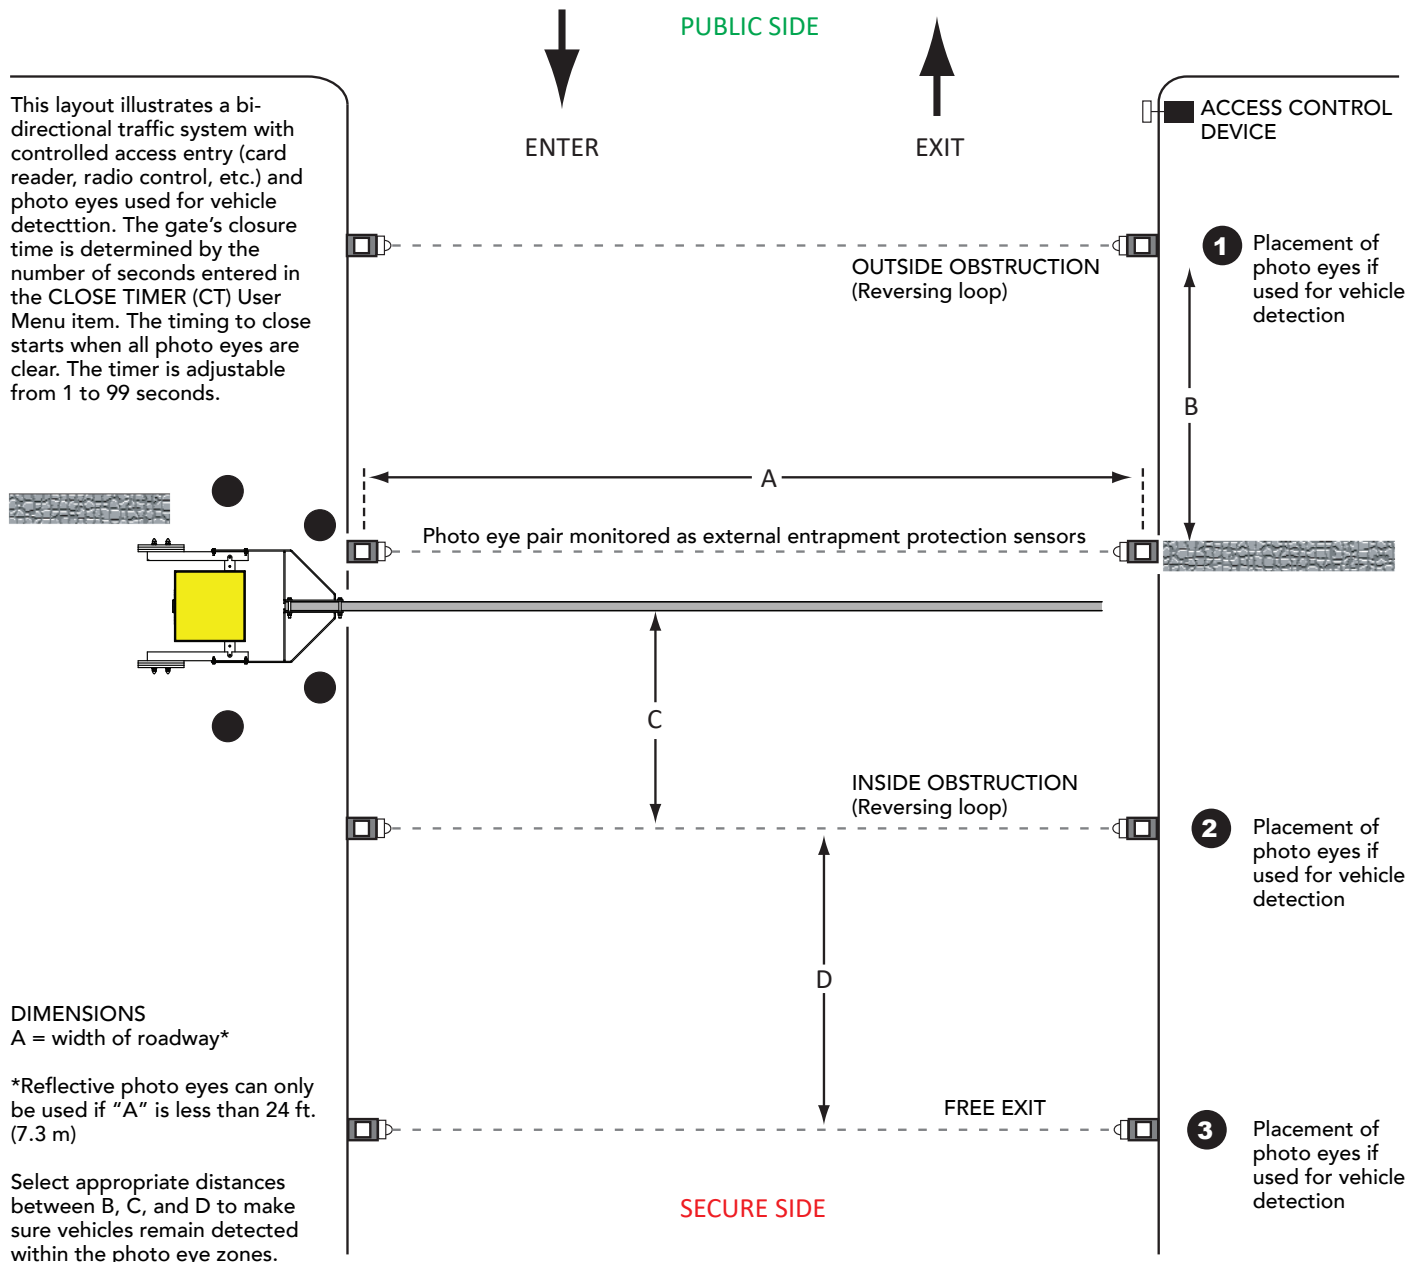 PUBLIC SIDE
ENTER
EXIT
This layout illustrates a bi-
directional traffic system with
controlled access entry (card
reader, radio control, etc.) and
photo eyes used for vehicle
detecttion. The gate's closure
time is determined by the
number of seconds entered in
the CLOSE TIMER (CT) User
Menu item. The timing to close
starts when all photo eyes are
clear. The timer is adjustable
from 1 to 99 seconds.
ACCESS CONTROL
DEVICE
OUTSIDE OBSTRUCTION
(Reversing loop)
1
Placement of
photo eyes if
used for vehicle
detection
B
A
Photo eye pair monitored as external entrapment protection sensors
C
INSIDE OBSTRUCTION
(Reversing loop)
2
Placement of
photo eyes if
used for vehicle
detection
D
DIMENSIONS
A = width of roadway*
*Reflective photo eyes can only
be used if "A" is less than 24 ft.
(7.3 m)
Select appropriate distances
between B, C, and D to make
sure vehicles remain detected
within the photo eye zones.
FREE EXIT
3
Placement of
photo eyes if
used for vehicle
detection
SECURE SIDE